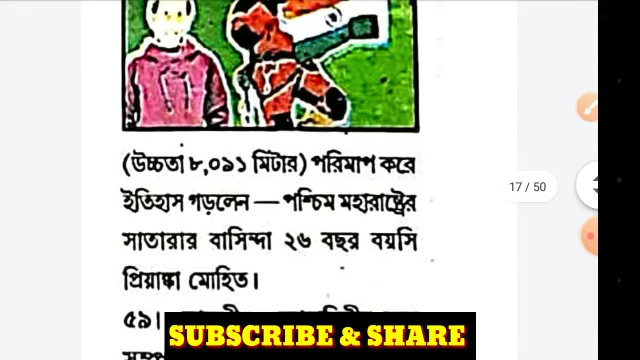 (উচ্চতা ৮,০৯১ মিটার) পরিমাপ করে
ইতিহাস গড়লেন — পশ্চিম মহারাষ্ট্রের
সাতারার বাসিন্দা ২৬ বছর বয়সি
প্রিয়াঙ্কা মোহিত।
৫৯।
SUBSCRIBE & SHARE
17 / 50